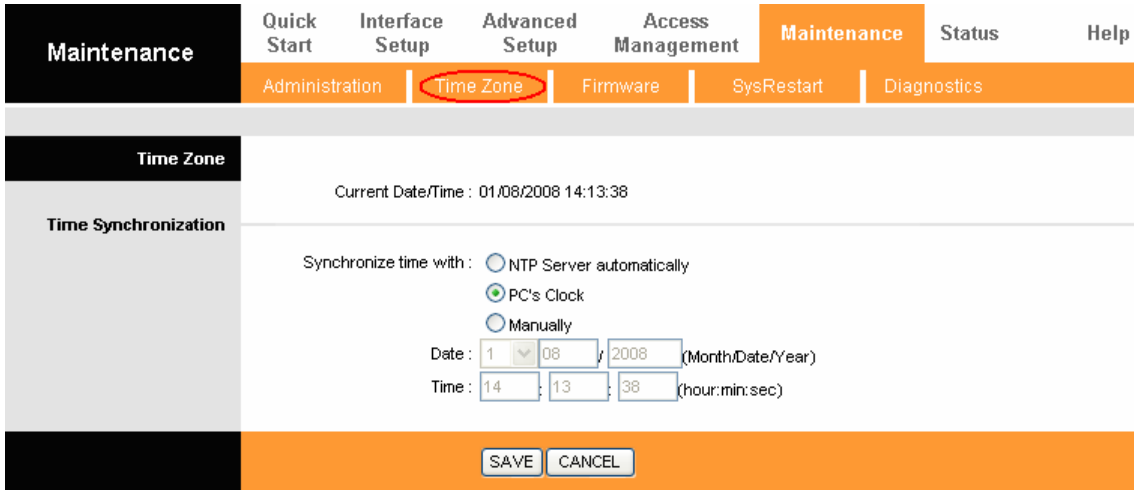 Maintenance
Quick Start Interface Setup Advanced Setup Access Management Maintenance Status Help
Administration Time Zone Firmware SysRestart Diagnostics
Time Zone
Current Date/Time : 01/08/2008 14:13:38
Time Synchronization
Synchronize time with : NTP Server automatically
PC's Clock
Manually
Date : 1 08 / 2008 (Month/Date/Year)
Time : 14 : 13 : 38 (hour:min:sec)
SAVE CANCEL